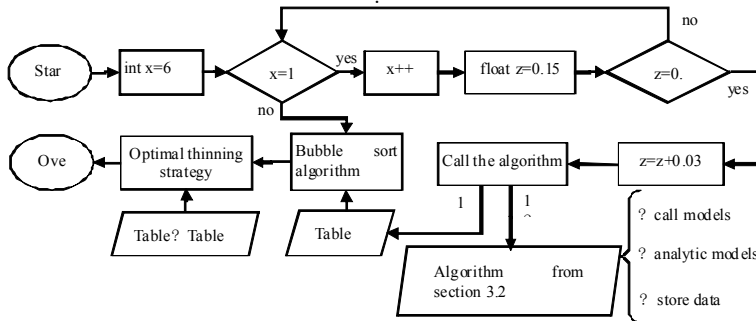 no
Star
int x=6
x=1
yes
x++
float z=0.15
z=0.
yes
no
Ove
Optimal thinning
strategy
Bubble sort
algorithm
Call the algorithm
z=z+0.03
1
1
Table? Table
Table
Algorithm from
section 3.2
? call models
? analytic models
? store data